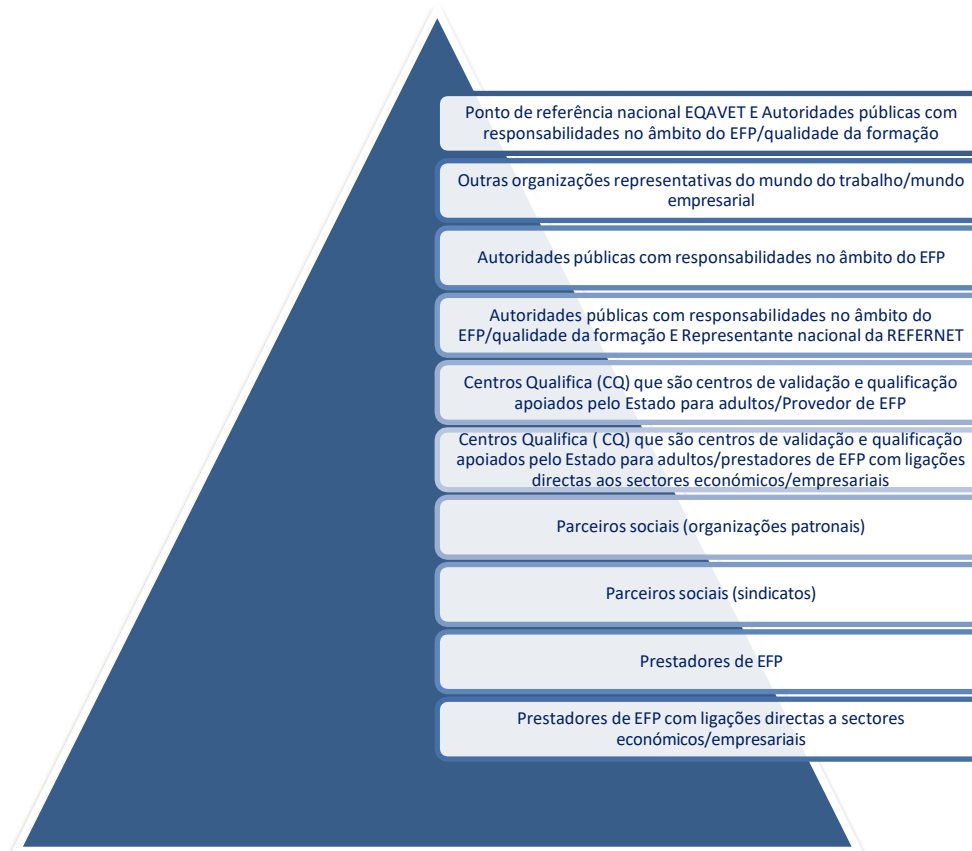 Ponto de referência nacional EQAVET E Autoridades públicas com
responsabilidades no âmbito do EFP/qualidade da formação
Outras organizações representativas do mundo do trabalho/mundo
empresarial
Autoridades públicas com responsabilidades no âmbito do EFP
Autoridades públicas com responsabilidades no âmbito do
EFP/qualidade da formação E Representante nacional da REFERNET
Centros Qualifica (CQ) que são centros de validação e qualificação
apoiados pelo Estado para adultos/Provedor de EFP
Centros Qualifica ( CQ) que são centros de validação e qualificação
apoiados pelo Estado para adultos/prestadores de EFP com ligações
directas aos sectores económicos/empresariais
Parceiros sociais (organizações patronais)
Parceiros sociais (sindicatos)
Prestadores de EFP
Prestadores de EFP com ligações directas a sectores
económicos/empresariais